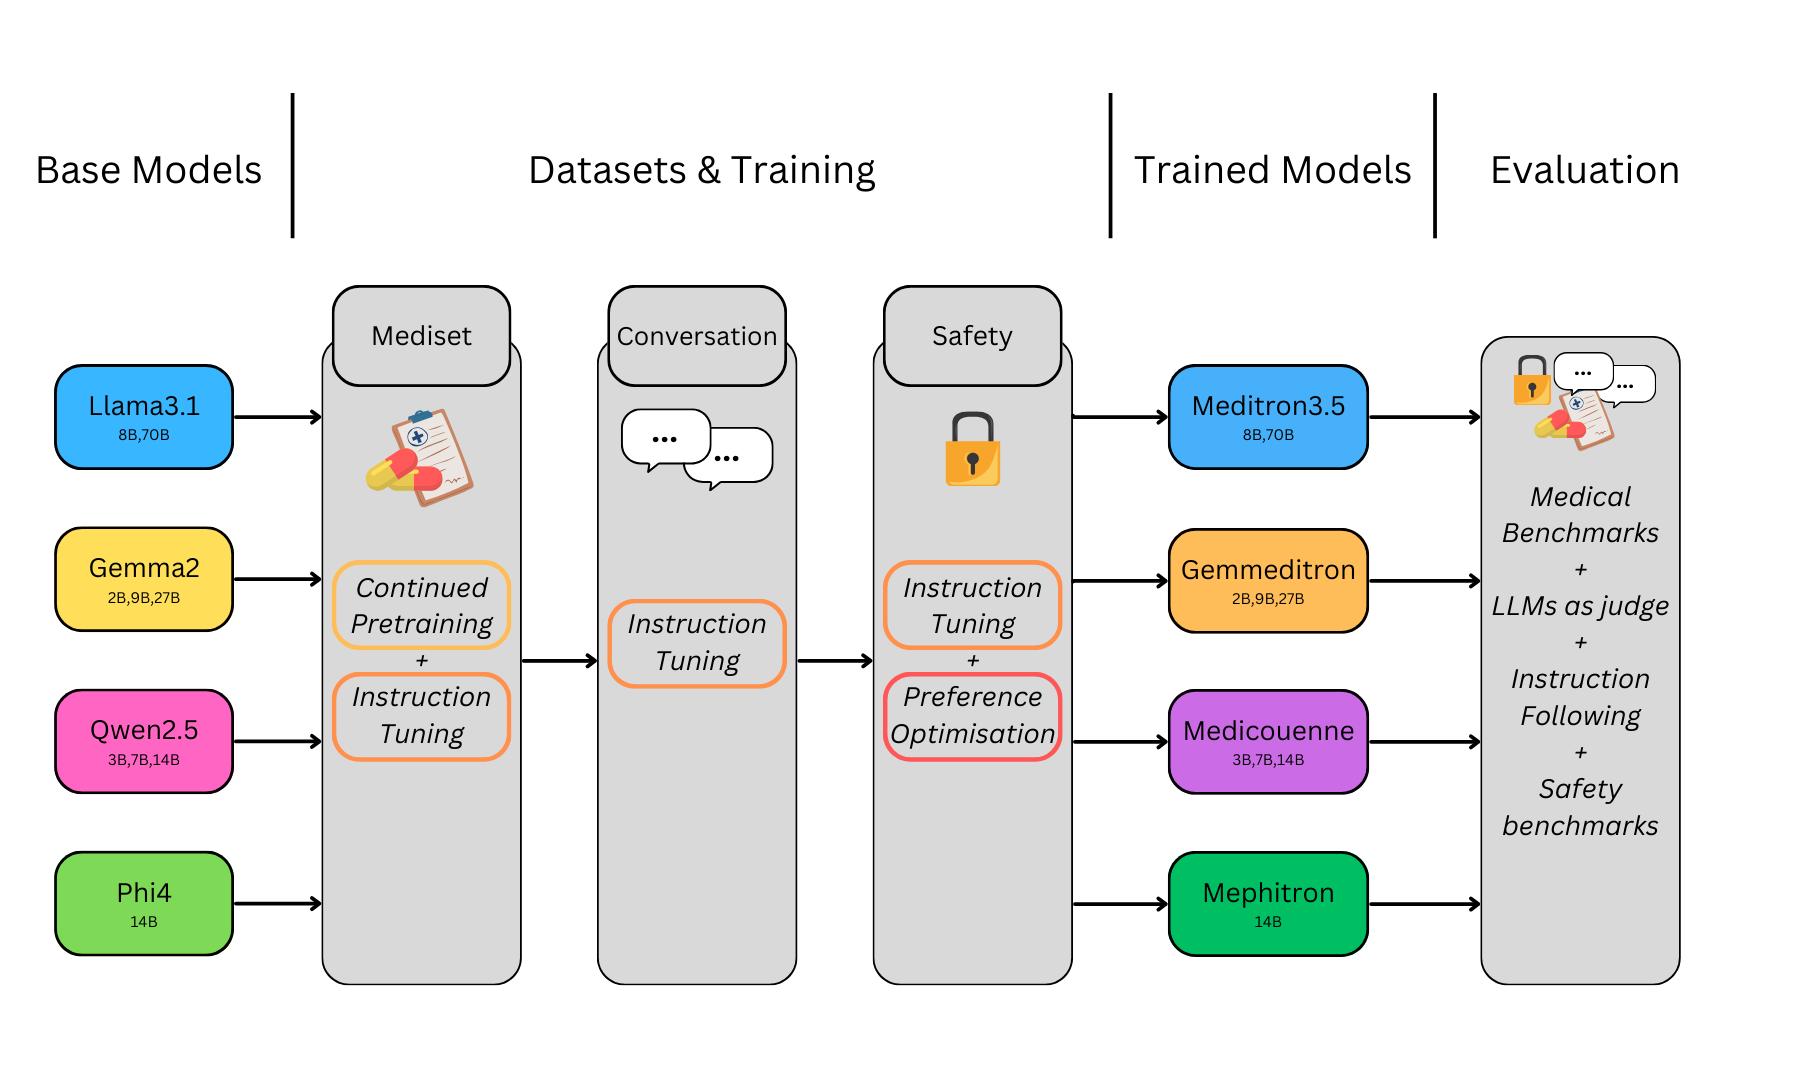 Base Models
Datasets & Training
Trained Models
Evaluation
Llama3.1
8B,70B
Gemma2
2B,9B,27B
Qwen2.5
3B,7B,14B
Phi4
14B
Mediset
Continued
Pretraining
+
Instruction
Tuning
Conversation
...
...
Instruction
Tuning
Safety
Instruction
Tuning
+
Preference
Optimisation
Meditron3.5
8B,70B
Gemmeditron
2B,9B,27B
Medicouenne
3B,7B,14B
Mephitron
14B
...
...
Medical
Benchmarks
+
LLMs as judge
+
Instruction
Following
+
Safety
benchmarks